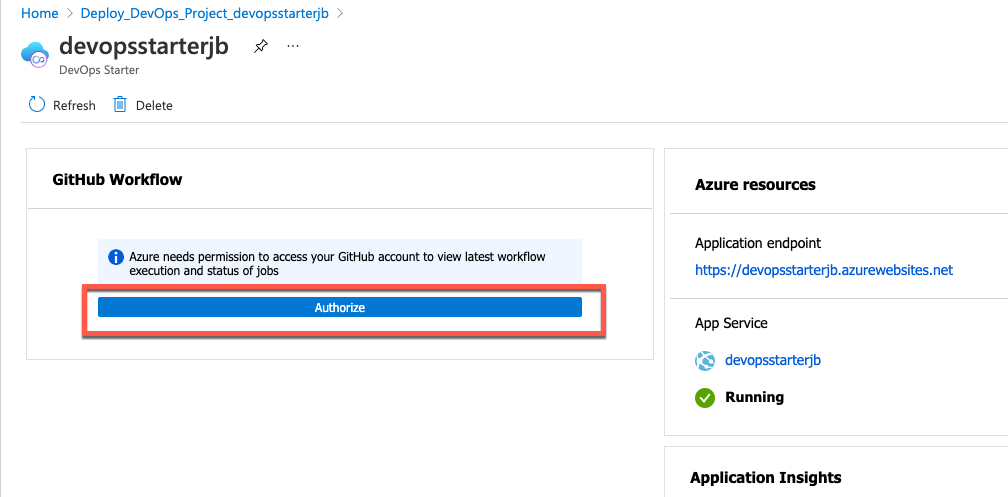 Home > Deploy_DevOps_Project_devopsstarterjb >
devopsstarterjb ...
DevOps Starter
Refresh Delete
GitHub Workflow
Azure needs permission to access your GitHub account to view latest workflow
execution and status of jobs
Authorize
Azure resources
Application endpoint
https://devopsstarterjb.azurewebsites.net
App Service
devopsstarterjb
Running
Application Insights